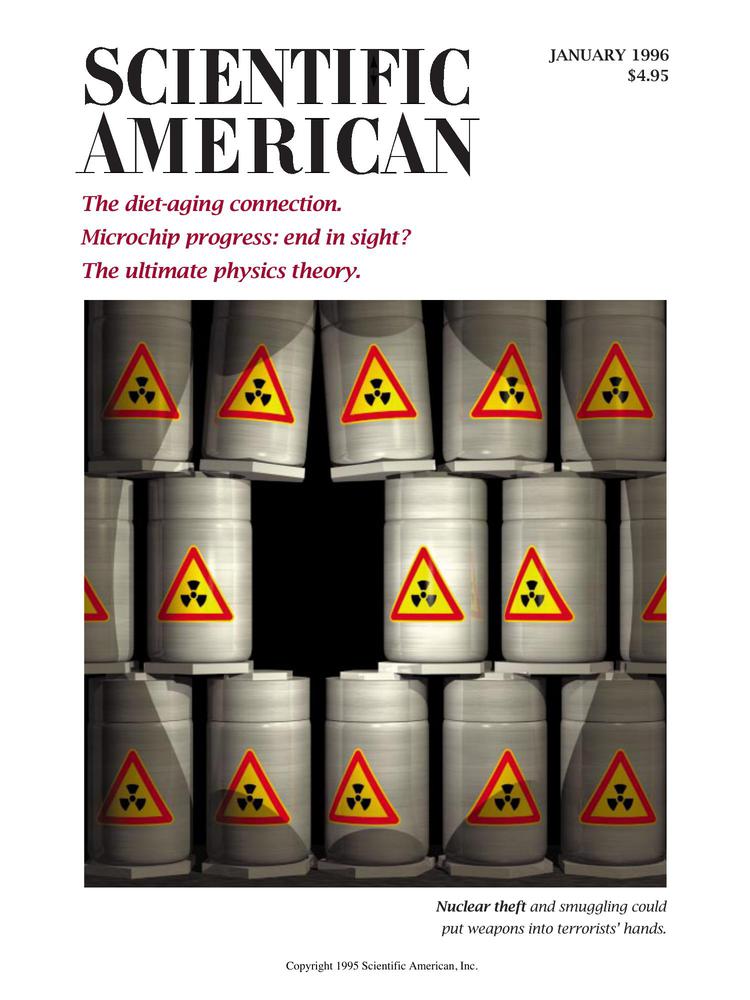 SCIENTIFIC
AMERICAN
JANUARY 1996
$4.95
The diet-aging connection.
Microchip progress: end in sight?
The ultimate physics theory.
Nuclear theft and smuggling could
put weapons into terrorists' hands.
Copyright 1995 Scientific American, Inc.